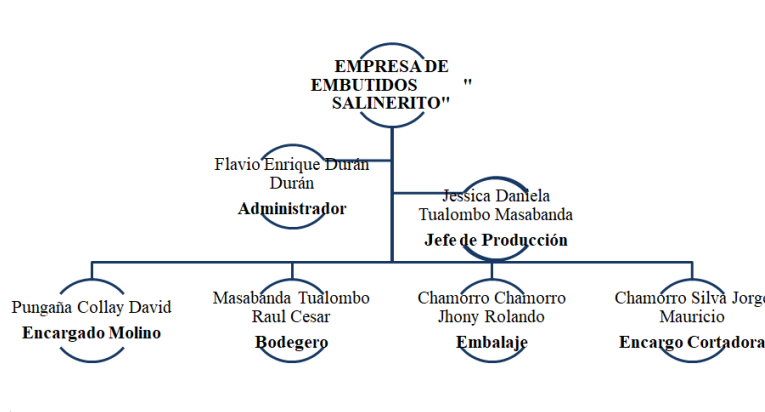 EMPRESA DE
EMBUTIDOS "
SALINERITO"
Flavio Enrique Durán
Durán
Administrador
Jessica Daniela
Tualombo Masabanda
Jefe de Producción
Pungaña Collay David
Encargado Molino
Masabanda Tualombo
Raul Cesar
Bodegero
Chamorro Chamorro
Jhony Rolando
Embalaje
Chamorro Silva Jorge
Mauricio
Encargo Cortadora